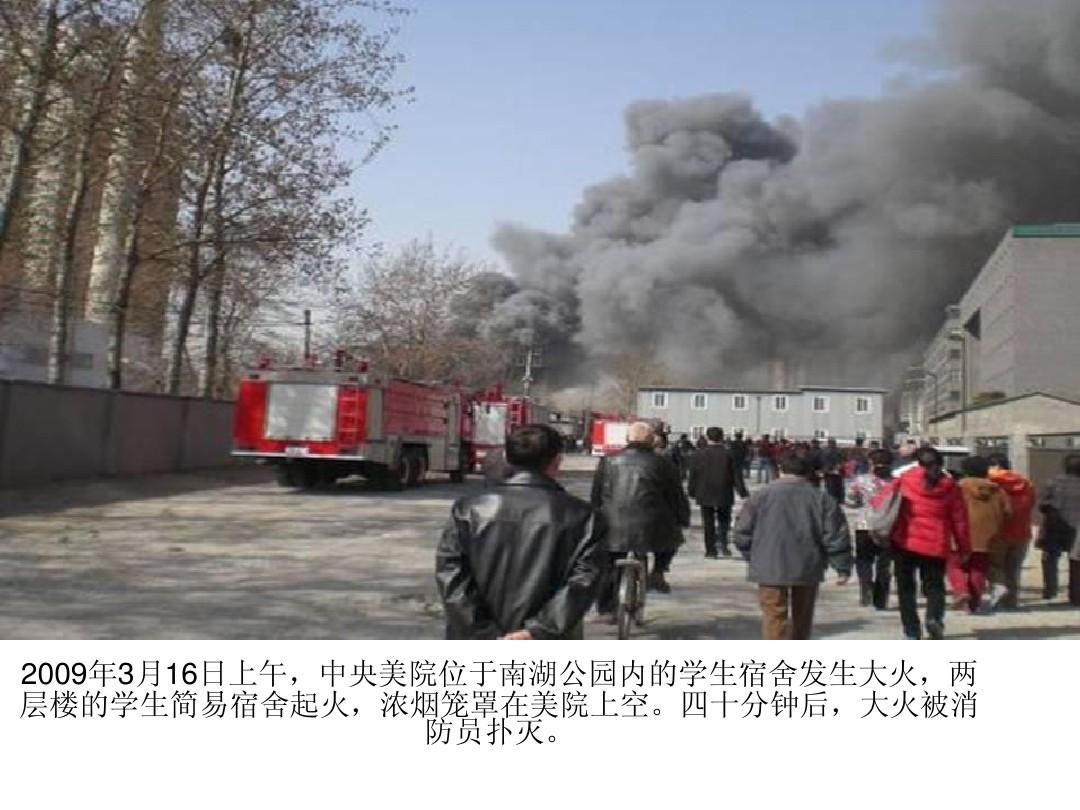 2009年3月16日上午，中央美院位于南湖公园内的学生宿舍发生大火，两
层楼的学生简易宿舍起火，浓烟笼罩在美院上空。四十分钟后，大火被消
防员扑灭。